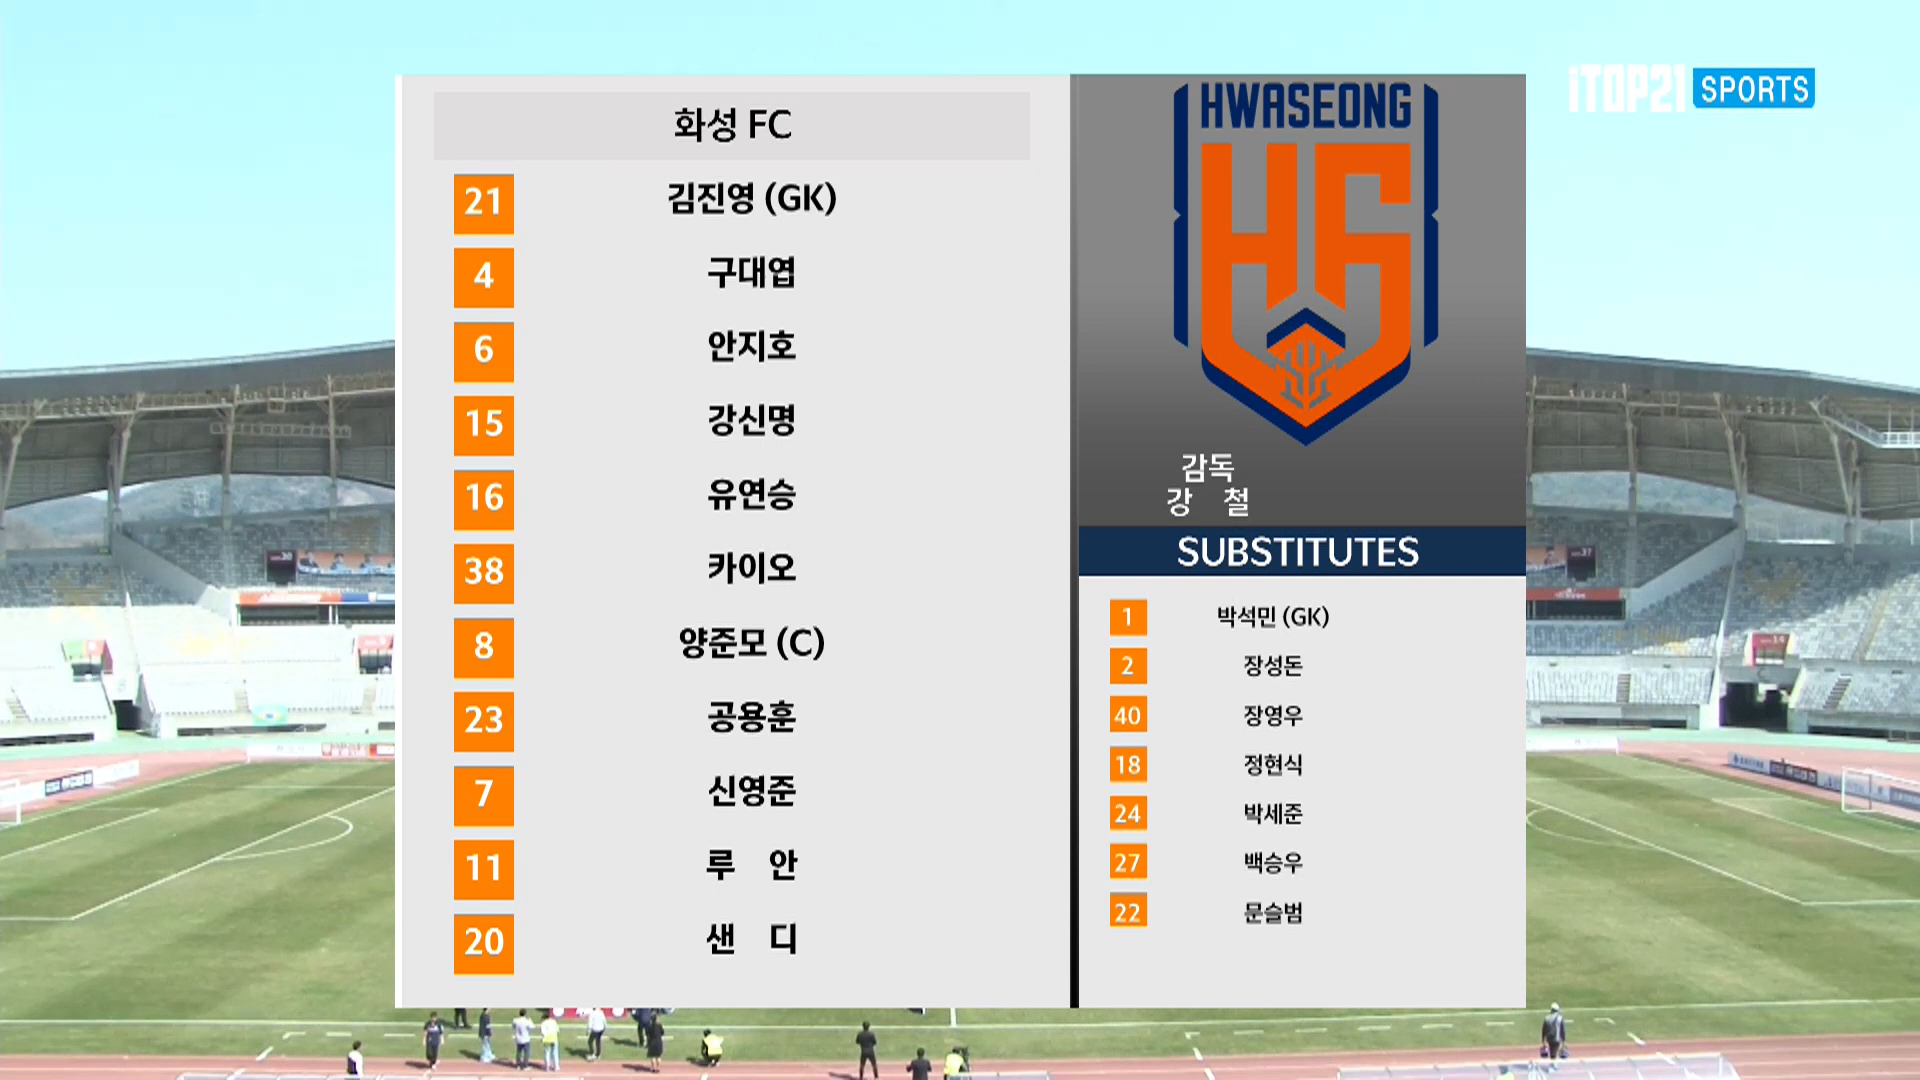 iTOP21 SPORTS
화성 FC
21 김진영 (GK)
4 구대엽
6 안지호
15 강신명
16 유연승
38 카이오
8 양준모 (C)
23 공용훈
7 신영준
11 루 안
20 샌 디
HWASEONG
HS
감독
강 철
SUBSTITUTES
1 박석민 (GK)
2 장성돈
40 장영우
18 정현식
24 박세준
27 백승우
22 문슬범